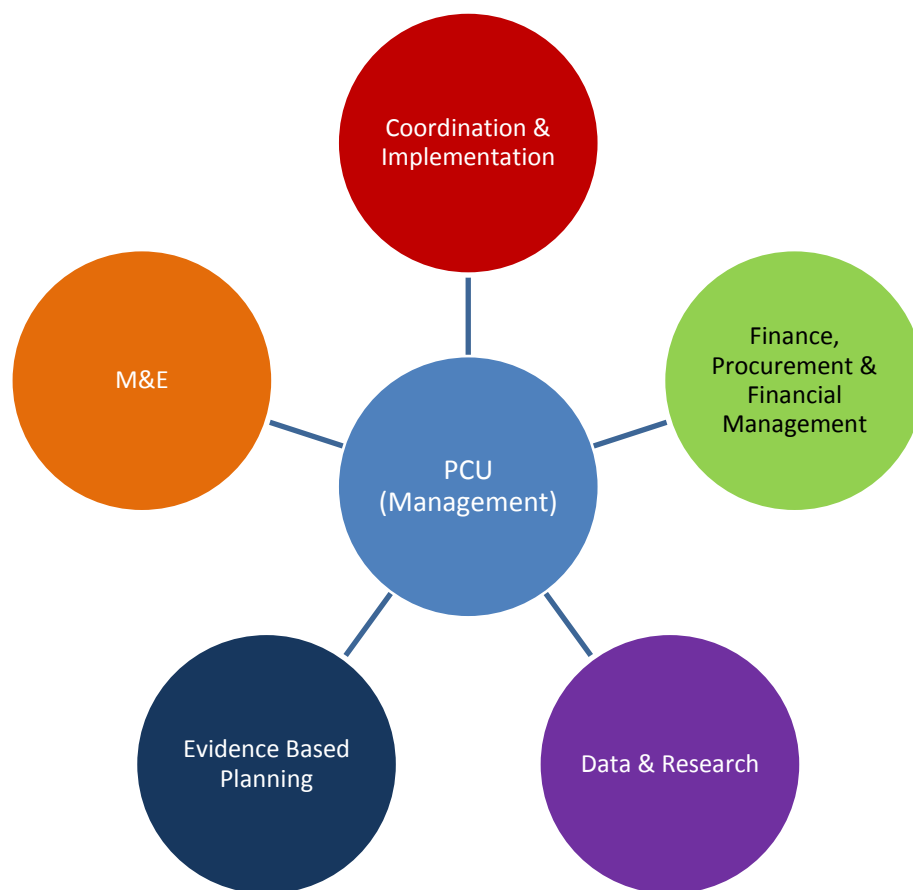 Coordination &
Implementation
Finance,
Procurement &
Financial
Management
M&E
PCU
(Management)
Evidence Based
Planning
Data & Research